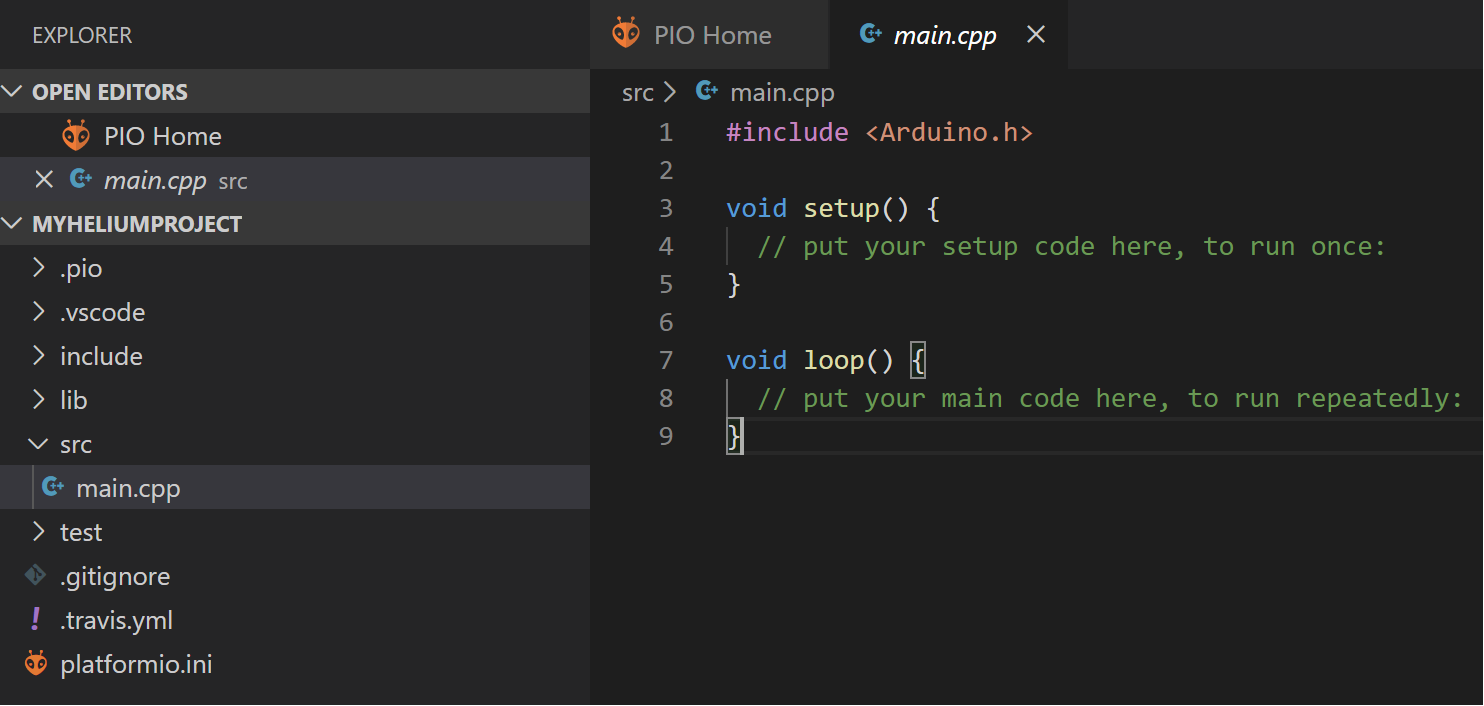 EXPLORER
OPEN EDITORS
PIO Home
main.cpp src
MYHELIUMPROJECT
.pio
.vscode
include
lib
src
main.cpp
test
.gitignore
! .travis.yml
platformio.ini
PIO Home
main.cpp
src > main.cpp
1 #include <Arduino.h>
2
3 void setup() {
4   // put your setup code here, to run once:
5 }
6
7 void loop() {
8   // put your main code here, to run repeatedly:
9 }